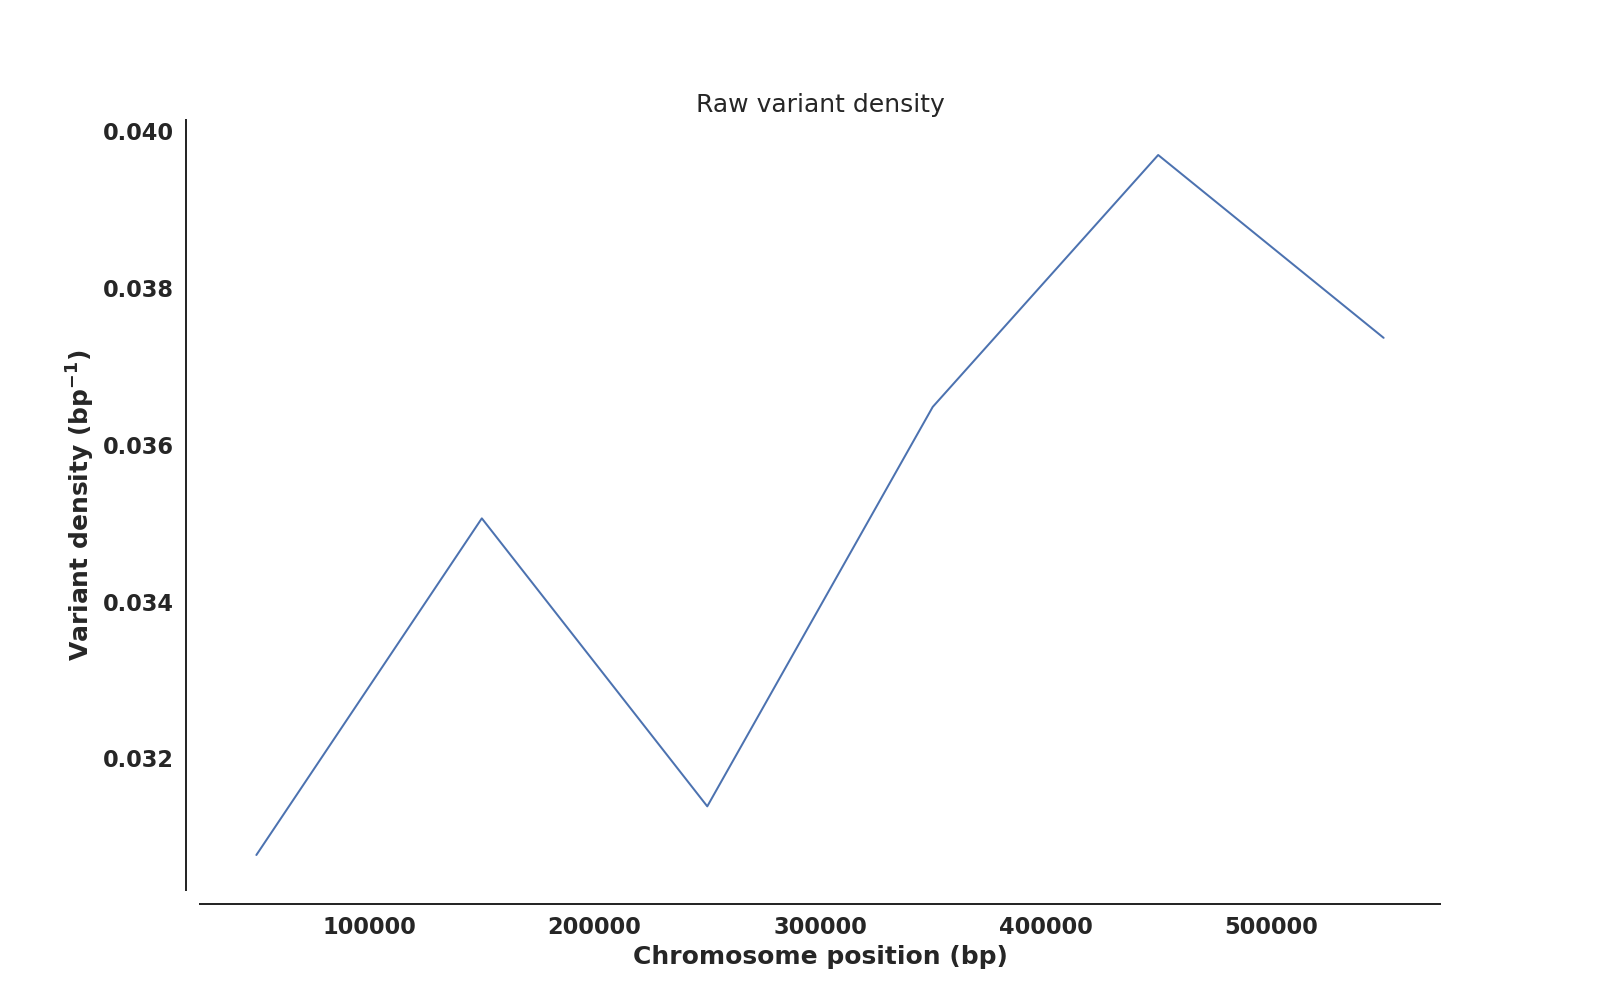 Raw variant density
0.040
0.038
0.036
0.034
0.032
Variant density (bp⁻¹)
100000 200000 300000 400000 500000
Chromosome position (bp)